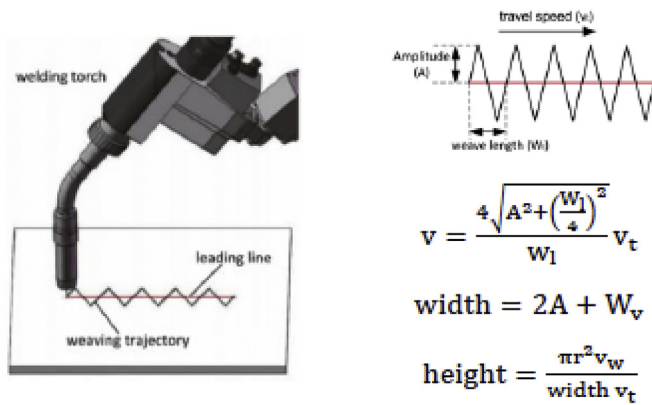 welding torch
leading line
weaving trajectory
travel speed (vₜ)
Amplitude
(A)
weave length (Wₗ)
v = 4√(A² + (Wₗ/4)²) / Wₗ vₜ
width = 2A + Wᵥ
height = πr²v_w / width vₜ